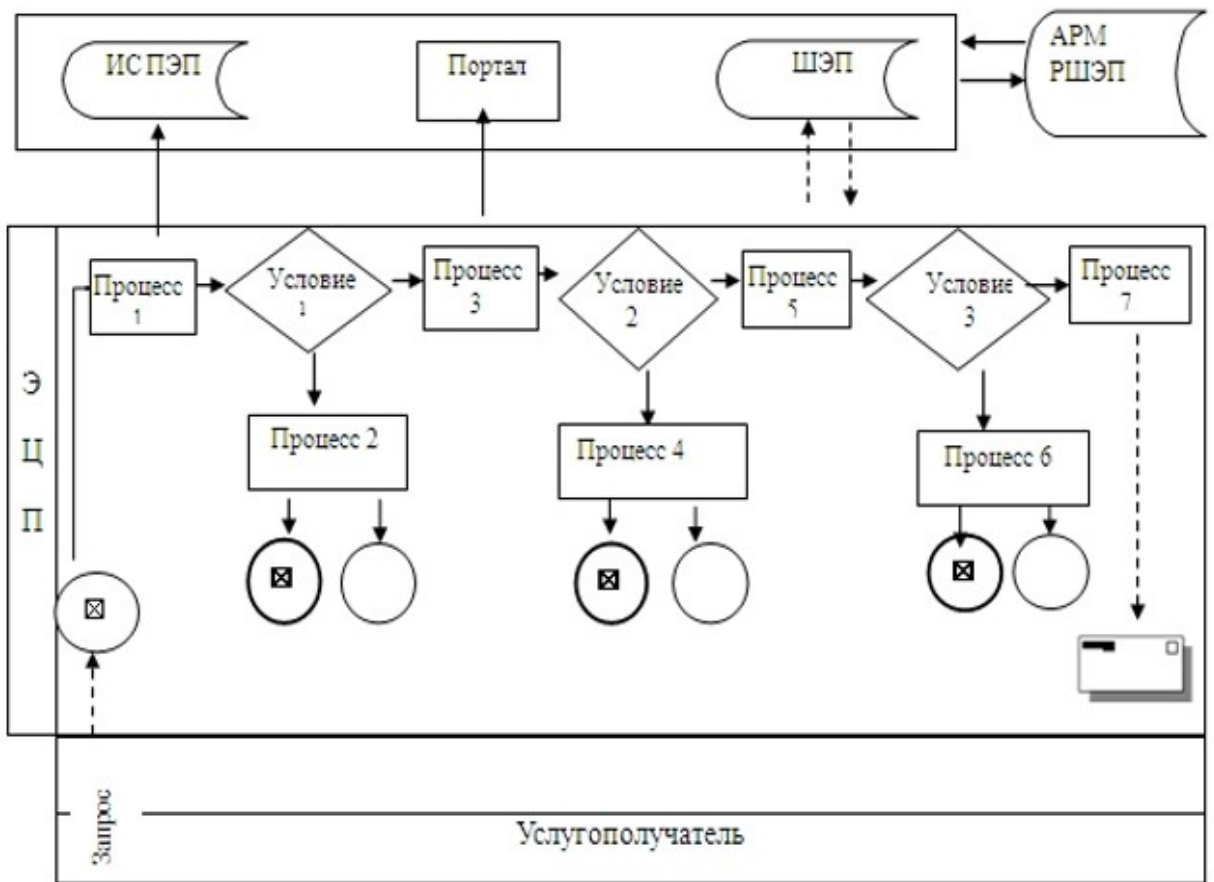 ИС ПЭП
Портал
ШЭП
АРМ
РШЭП
Процесс
1
Условие
1
Процесс
3
Условие
2
Процесс
5
Условие
3
Процесс
7
Процесс 2
Процесс 4
Процесс 6
Э
Ц
П
Запрос
Услугополучатель